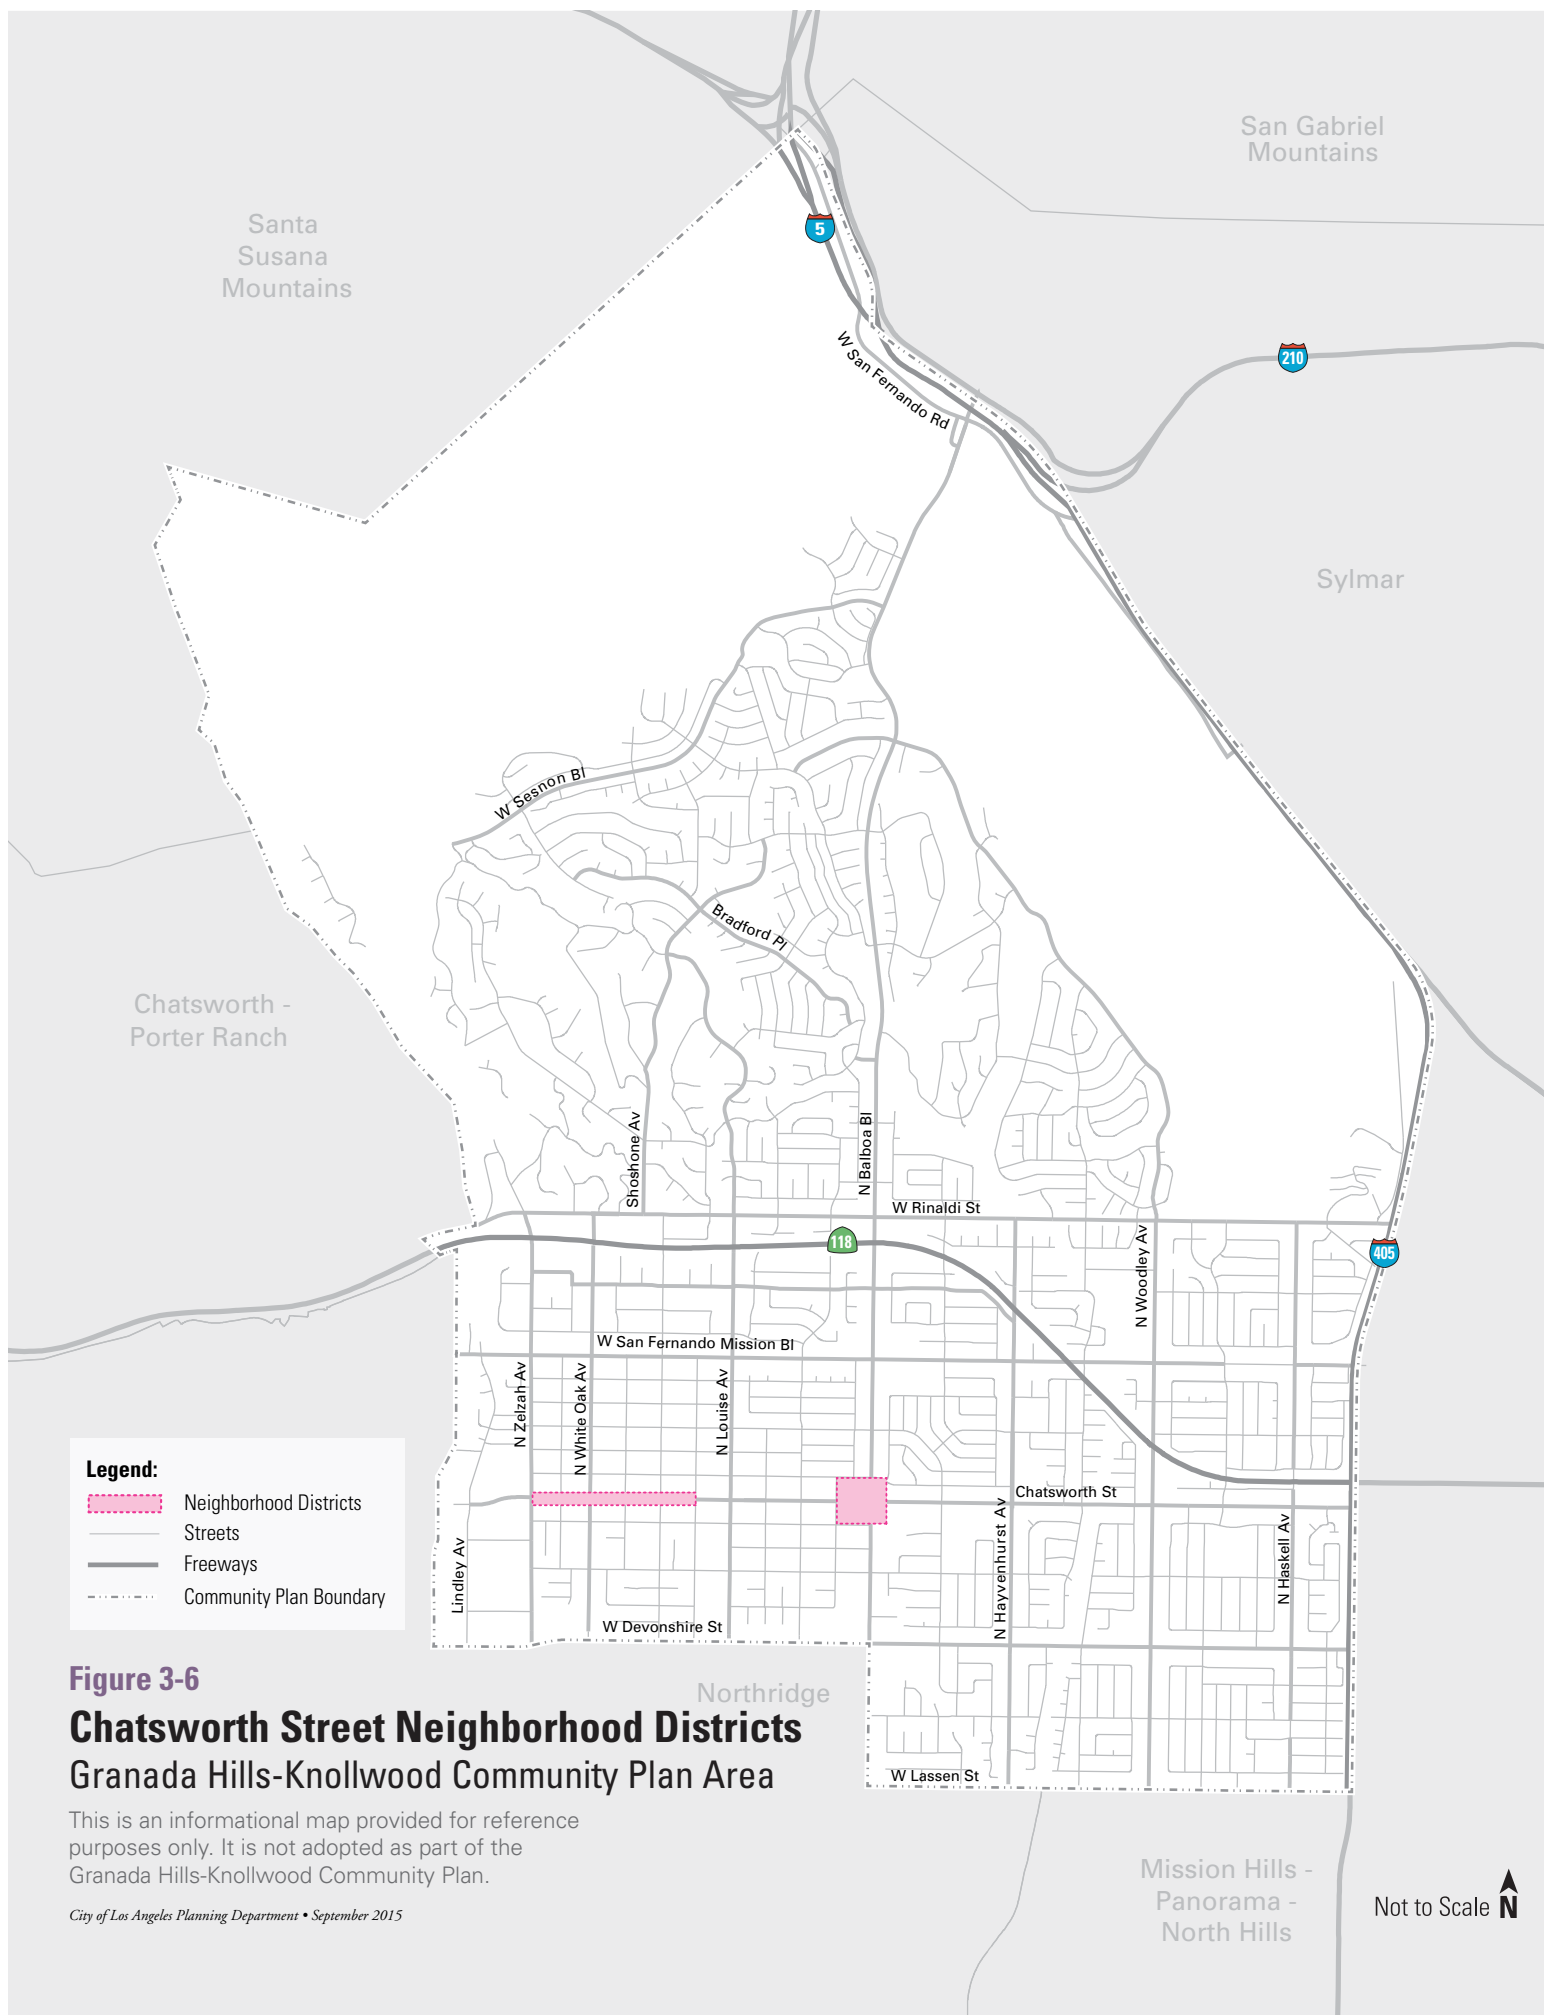 San Gabriel
Mountains
Santa
Susana
Mountains
5
210
W San Fernando Rd
Sylmar
W Sesnon Bl
Bradford Pl
Chatsworth -
Porter Ranch
Shoshone Av
N Balboa Bl
W Rinaldi St
118
N Woodley Av
405
W San Fernando Mission Bl
N Zelzah Av
N White Oak Av
N Louise Av
Chatsworth St
N Hayvenhurst Av
N Haskell Av
Lindley Av
W Devonshire St
Legend:
Neighborhood Districts
Streets
Freeways
Community Plan Boundary
Northridge
W Lassen St
Figure 3-6
Chatsworth Street Neighborhood Districts
Granada Hills-Knollwood Community Plan Area
This is an informational map provided for reference
purposes only. It is not adopted as part of the
Granada Hills-Knollwood Community Plan.
City of Los Angeles Planning Department • September 2015
Mission Hills -
Panorama -
North Hills
Not to Scale N